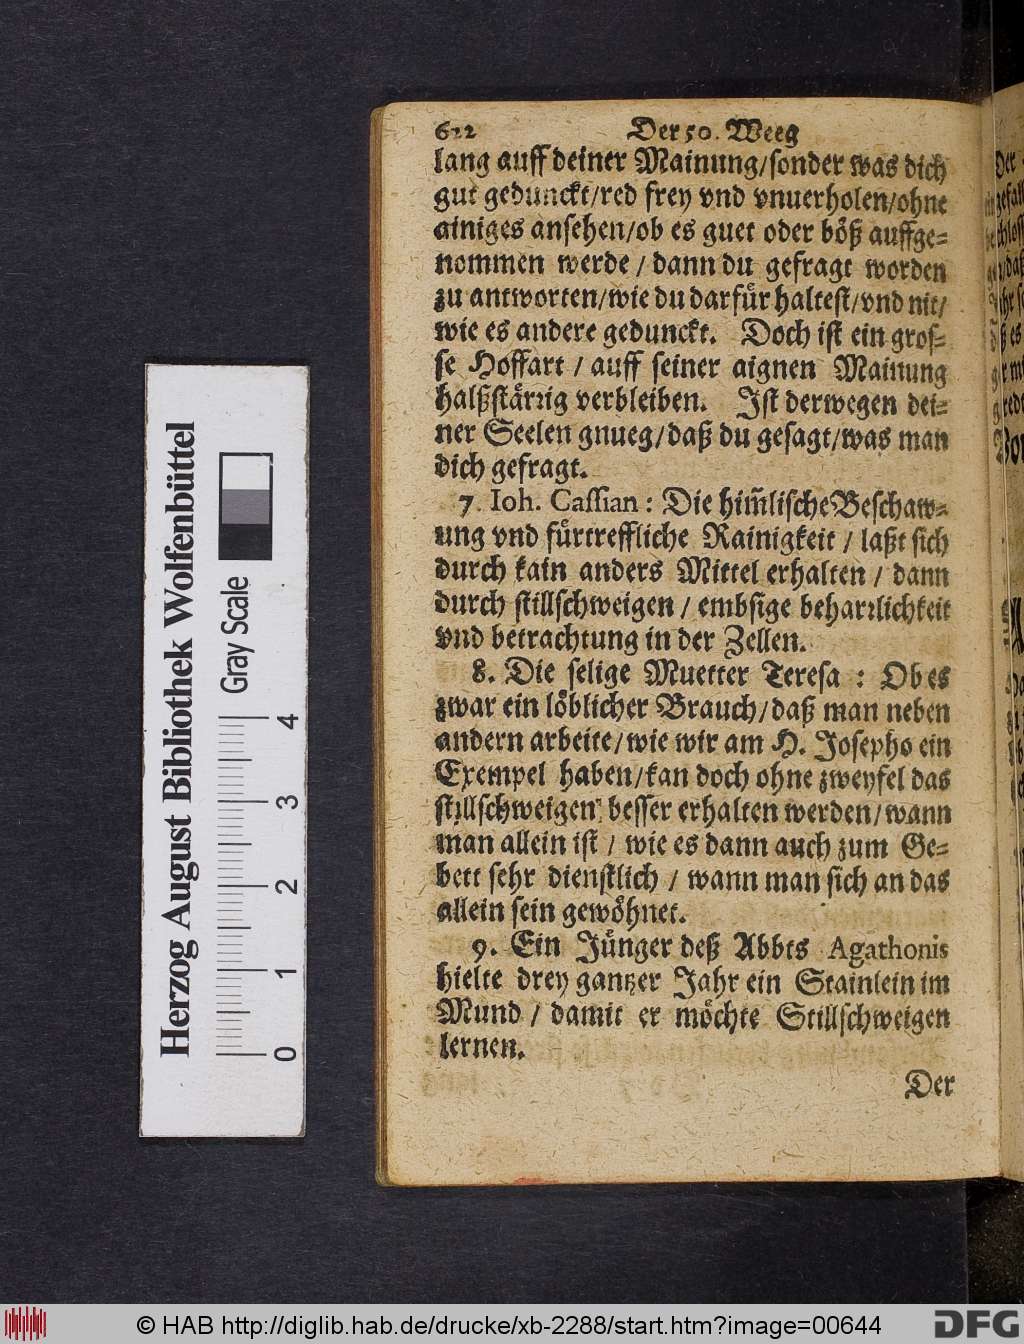 622 Der 50. Weeg
lang auff deiner Mainung/sonder was dich
gut gedunckt/red frey vnd vnuerholen/ohne
ainiges ansehen/ob es guet oder böß auffge-
nommen werde / dann du gefragt worden
zu antworten/wie du darfür haltest/vnd nit/
wie es andere gedunckt. Doch ist ein gros-
se Hoffart / auff seiner aignen Mainung
halßstärrig verbleiben. Ist derwegen dei-
ner Seelen gnueg/daß du gesagt/was man
dich gefragt.
7. Ioh. Cassian : Die him̃lische Beschaw-
ung vnd fürtreffliche Rainigkeit / laßt sich
durch kain anders Mittel erhalten / dann
durch stillschweigen / embsige beharrlichkeit
vnd betrachtung in der Zellen.
8. Die selige Muetter Teresa : Ob es
zwar ein löblicher Brauch/daß man neben
andern arbeite/wie wir am H. Josepho ein
Exempel haben/kan doch ohne zweyfel das
stillschweigen besser erhalten werden/wann
man allein ist / wie es dann auch zum Ge-
bett sehr dienstlich / wann man sich an das
allein sein gewöhnet.
9. Ein Jünger deß Abbts Agathonis
hielte drey gantzer Jahr ein Stainlein im
Mund / damit er möchte Stillschweigen
lernen.
Der
Herzog August Bibliothek Wolfenbüttel
Gray Scale
0 1 2 3 4
© HAB http://diglib.hab.de/drucke/xb-2288/start.htm?image=00644
DFG